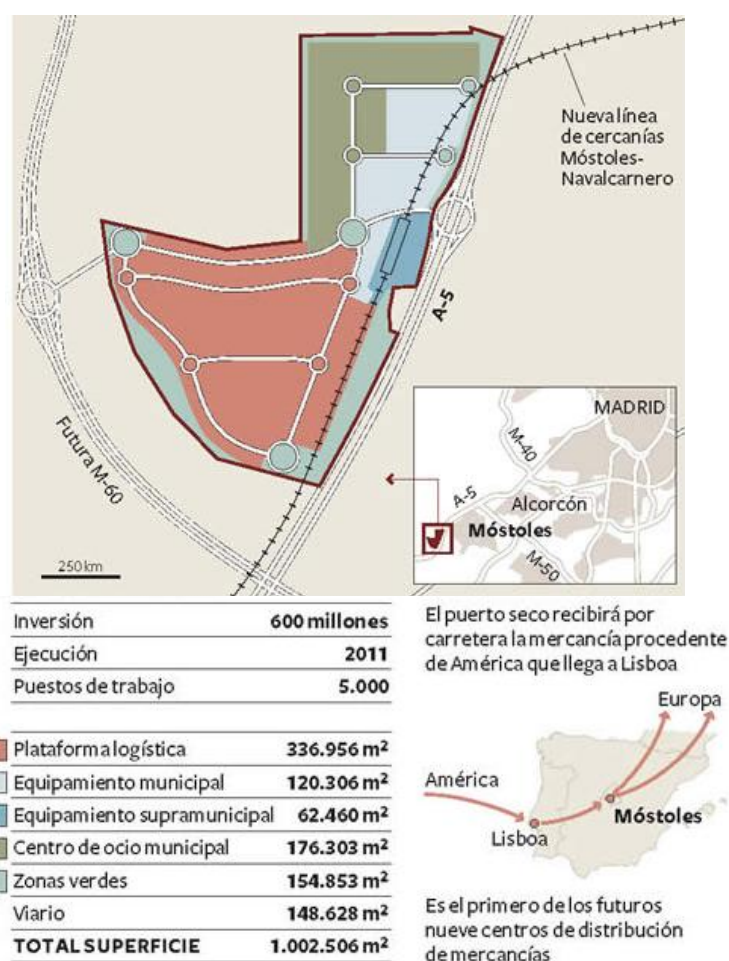 Nueva línea
de cercanías
Móstoles-
Navalcarnero
A-5
Futura M-60
250 km
MADRID
M-40
A-5
Alcorcón
Móstoles
M-50
Inversión 600 millones
Ejecución 2011
Puestos de trabajo 5.000
Plataforma logística 336.956 m²
Equipamiento municipal 120.306 m²
Equipamiento supramunicipal 62.460 m²
Centro de ocio municipal 176.303 m²
Zonas verdes 154.853 m²
Viario 148.628 m²
TOTAL SUPERFICIE 1.002.506 m²
El puerto seco recibirá por
carretera la mercancía procedente
de América que llega a Lisboa
Europa
América
Móstoles
Lisboa
Es el primero de los futuros
nueve centros de distribución
de mercancías